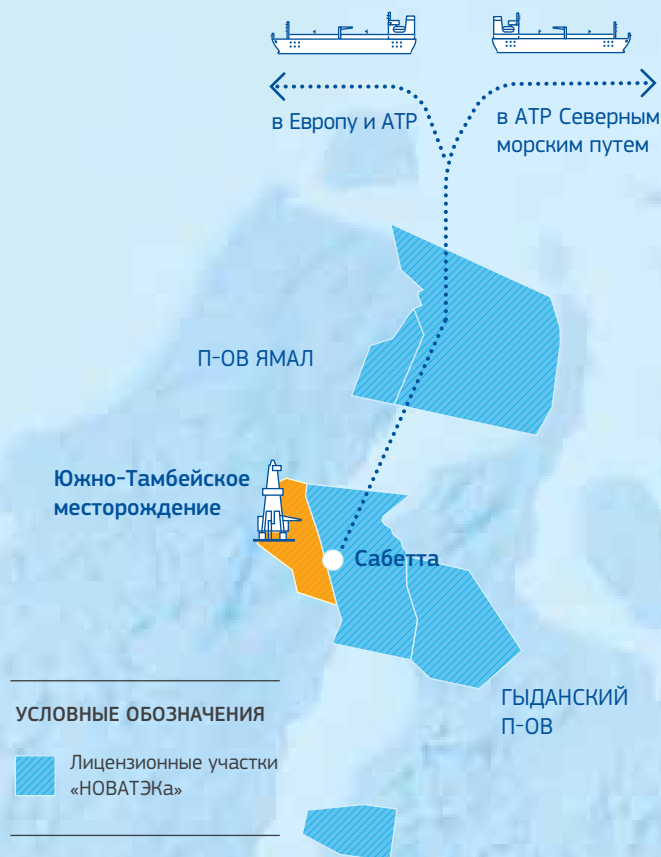 в Европу и АТР
в АТР Северным
морским путем
П-ОВ ЯМАЛ
Южно-Тамбейское
месторождение
Сабетта
ГЫДАНСКИЙ
П-ОВ
УСЛОВНЫЕ ОБОЗНАЧЕНИЯ
Лицензионные участки
«НОВАТЭКа»